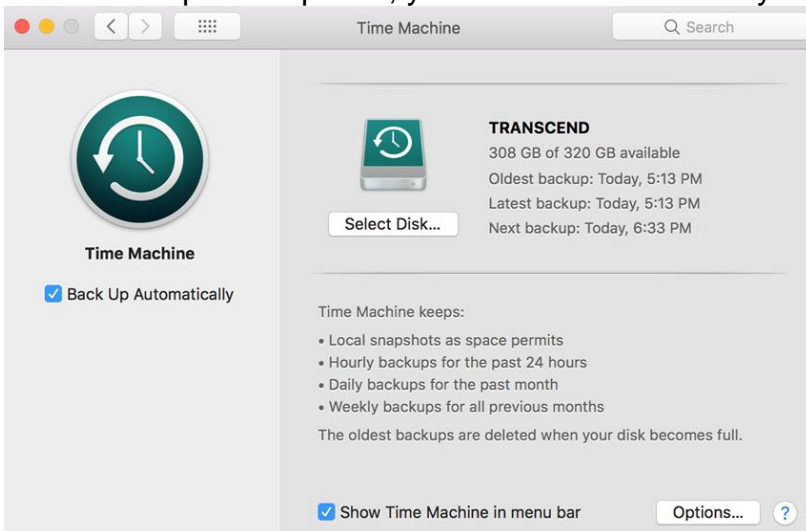 Time Machine
Search
TRANSCEND
308 GB of 320 GB available
Oldest backup: Today, 5:13 PM
Latest backup: Today, 5:13 PM
Select Disk...
Next backup: Today, 6:33 PM
Time Machine
Back Up Automatically
Time Machine keeps:
• Local snapshots as space permits
• Hourly backups for the past 24 hours
• Daily backups for the past month
• Weekly backups for all previous months
The oldest backups are deleted when your disk becomes full.
Show Time Machine in menu bar
Options...
?